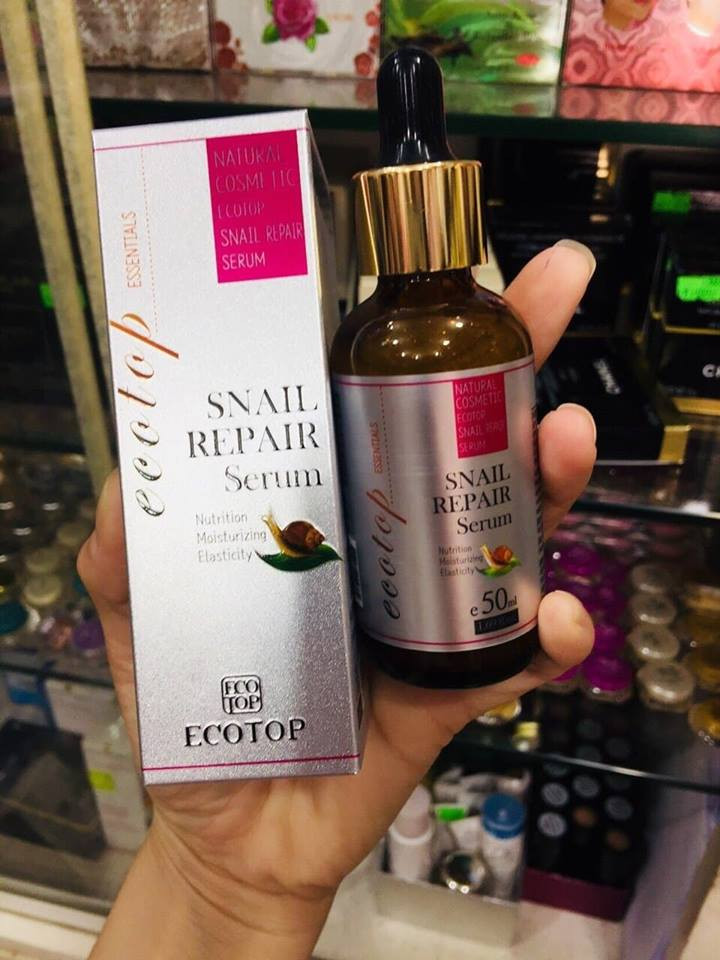 NATURAL
COSMETIC
ECOTOP
SNAIL REPAIR
SERUM
ESSENTIALS
ecotop
SNAIL
REPAIR
Serum
Nutrition
Moisturizing
Elasticity
ECO
TOP
ECOTOP
NATURAL
COSMETIC
ECOTOP
SNAIL REPAIR
SERUM
ESSENTIALS
ecotop
SNAIL
REPAIR
Serum
Nutrition
Moisturizing
Elasticity
e 50ml